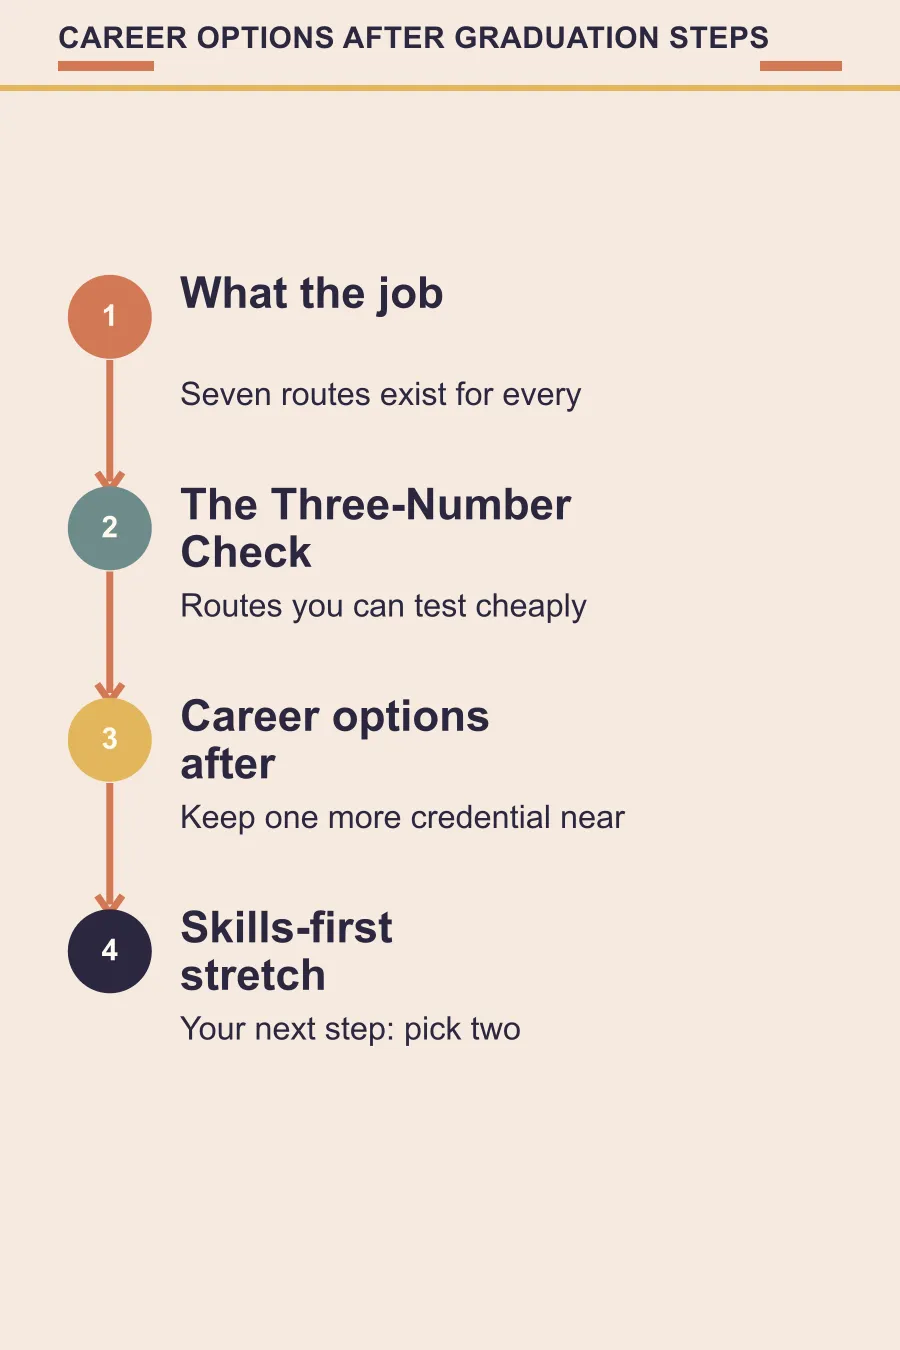 CAREER OPTIONS AFTER GRADUATION STEPS
1
What the job
Seven routes exist for every
2
The Three-Number
Check
Routes you can test cheaply
3
Career options
after
Keep one more credential near
4
Skills-first
stretch
Your next step: pick two